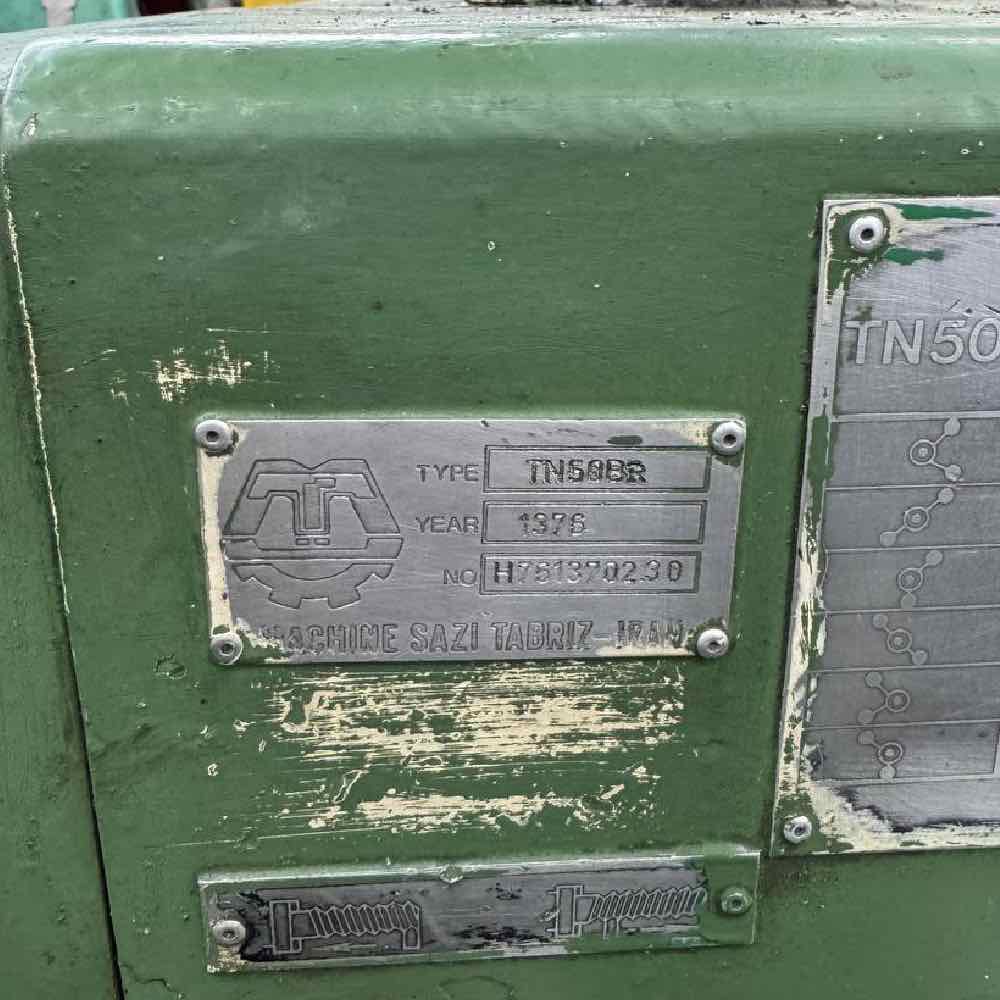 TYPE TN50BR
YEAR 1376
NO H761370230
MACHINE SAZI TABRIZ-IRAN
TN50